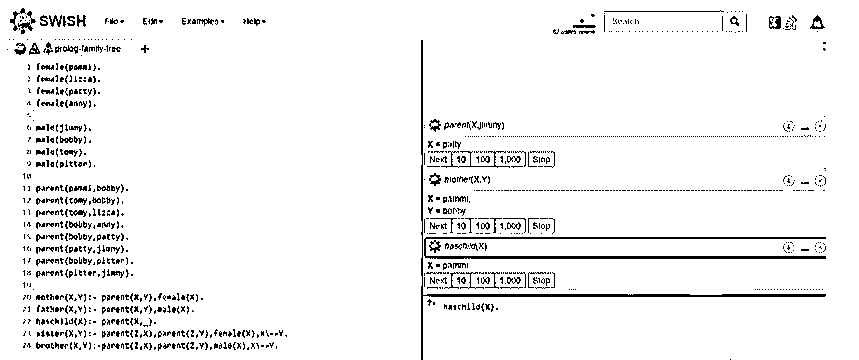 SWISH File Edit Examples Help Search
prolog-family-tree +
1 female(pammi).
2 female(lizza).
3 female(patty).
4 female(anny).
5
6 male(jimmy).
7 male(bobby).
8 male(tomy).
9 male(pitter).
10
11 parent(pammi,bobby).
12 parent(tomy,bobby).
13 parent(tomy,lizza).
14 parent(bobby,anny).
15 parent(bobby,patty).
16 parent(patty,jimmy).
17 parent(bobby,pitter).
18 parent(pitter,jimmy).
19
20 mother(X,Y):- parent(X,Y),female(X).
21 father(X,Y):- parent(X,Y),male(X).
22 haschild(X):- parent(X,_).
23 sister(X,Y):- parent(Z,X),parent(Z,Y),female(X),X\==Y.
24 brother(X,Y):-parent(Z,X),parent(Z,Y),male(X),X\==Y.
parent(X,jimmy)
X = patty
Next 10 100 1,000 Stop
mother(X,Y)
X = pammi,
Y = bobby
Next 10 100 1,000 Stop
haschild(X)
X = pammi
Next 10 100 1,000 Stop
?- haschild(X).